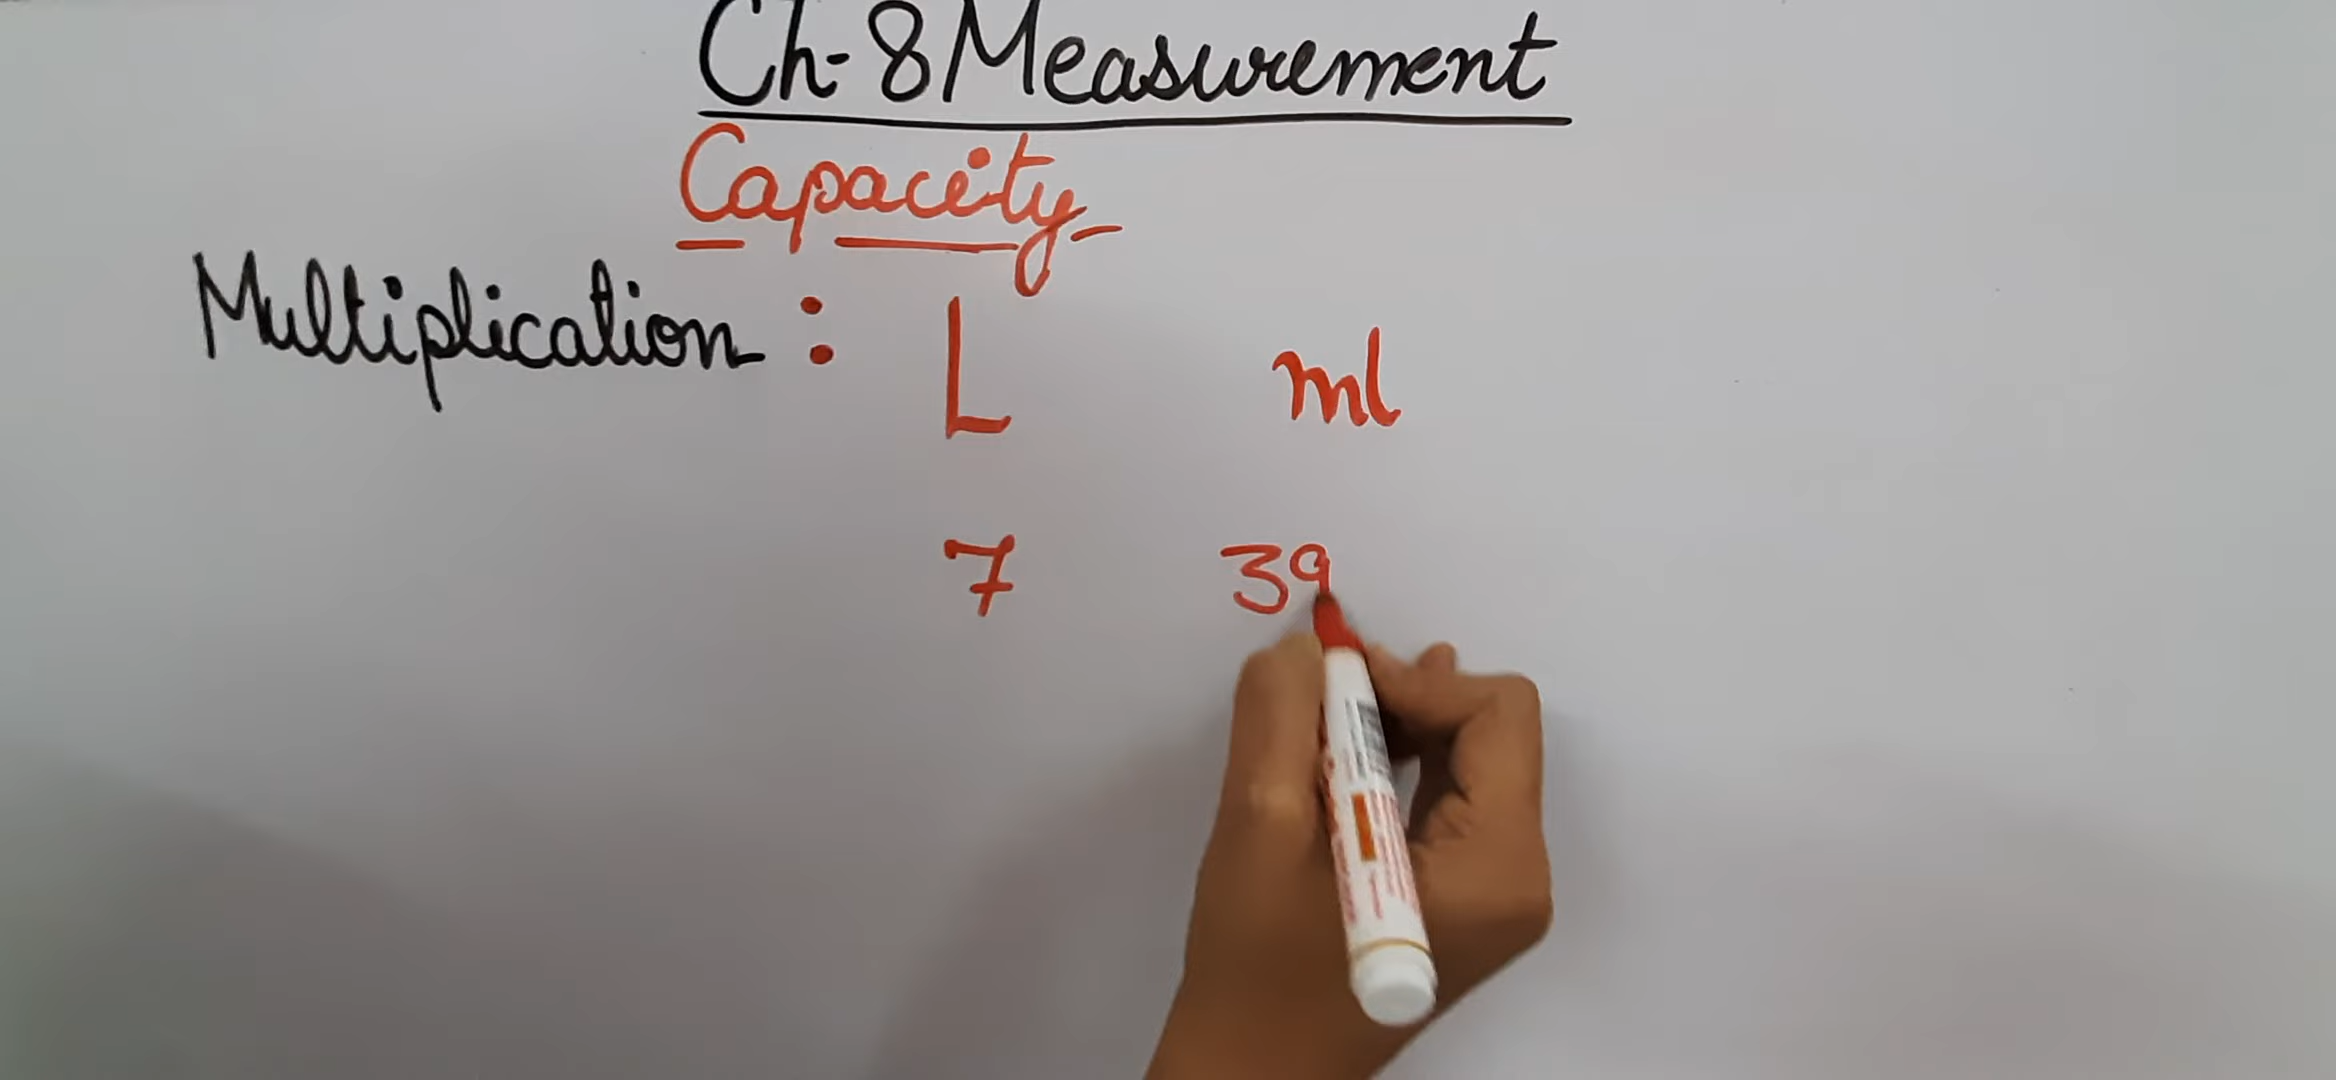 Ch-8 Measurement
Capacity-
Multiplication : L ml
7 39